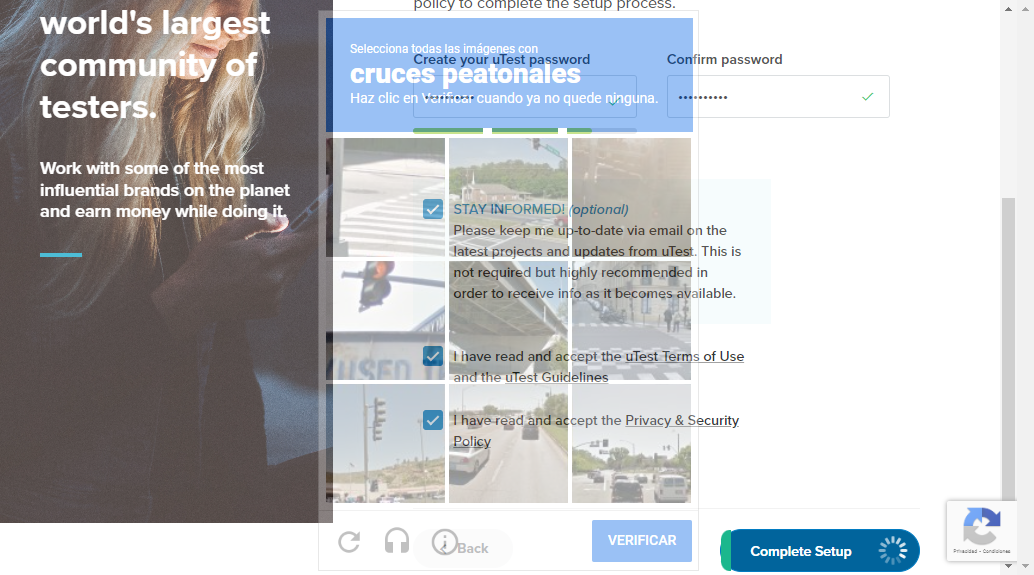 world's largest
community of
testers.
Work with some of the most
influential brands on the planet
and earn money while doing it.
policy to complete the setup process.
Selecciona todas las imágenes con
cruces peatonales
Haz clic en Verificar cuando ya no quede ninguna.
Create your uTest password
Confirm password
••••••••••
STAY INFORMED! (optional)
Please keep me up-to-date via email on the
latest projects and updates from uTest. This is
not required but highly recommended in
order to receive info as it becomes available.
USED
I have read and accept the uTest Terms of Use
and the uTest Guidelines
I have read and accept the Privacy & Security
Policy
Back
VERIFICAR
Complete Setup
Privacidad - Condiciones